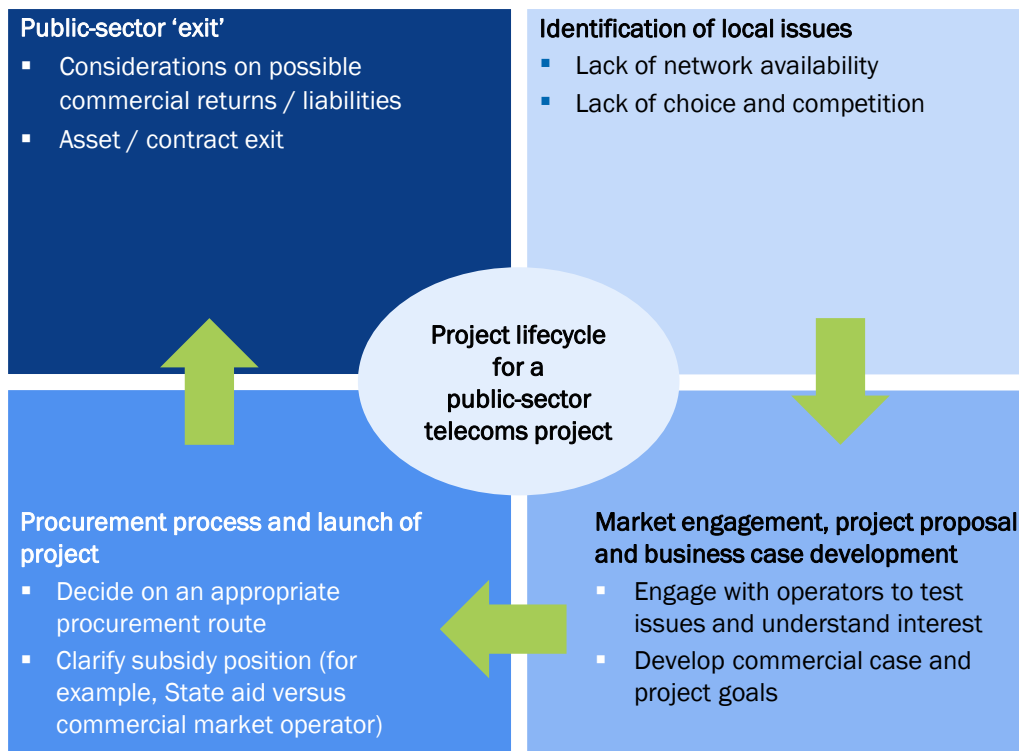 Public-sector ‘exit’
▪ Considerations on possible
commercial returns / liabilities
▪ Asset / contract exit
Identification of local issues
▪ Lack of network availability
▪ Lack of choice and competition
Project lifecycle
for a
public-sector
telecoms project
Procurement process and launch of
project
▪ Decide on an appropriate
procurement route
▪ Clarify subsidy position (for
example, State aid versus
commercial market operator)
Market engagement, project proposal
and business case development
▪ Engage with operators to test
issues and understand interest
▪ Develop commercial case and
project goals